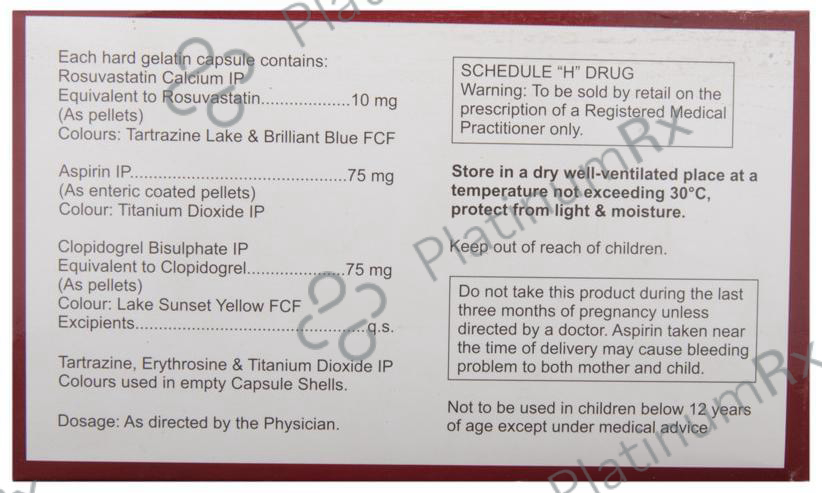 Each hard gelatin capsule contains:
Rosuvastatin Calcium IP
Equivalent to Rosuvastatin...................10 mg
(As pellets)
Colours: Tartrazine Lake & Brilliant Blue FCF
Aspirin IP..............................................75 mg
(As enteric coated pellets)
Colour: Titanium Dioxide IP
Clopidogrel Bisulphate IP
Equivalent to Clopidogrel.....................75 mg
(As pellets)
Colour: Lake Sunset Yellow FCF
Excipients.................................................q.s.
Tartrazine, Erythrosine & Titanium Dioxide IP
Colours used in empty Capsule Shells.
Dosage: As directed by the Physician.
SCHEDULE “H” DRUG
Warning: To be sold by retail on the
prescription of a Registered Medical
Practitioner only.
Store in a dry well-ventilated place at a
temperature not exceeding 30°C,
protect from light & moisture.
Keep out of reach of children.
Do not take this product during the last
three months of pregnancy unless
directed by a doctor. Aspirin taken near
the time of delivery may cause bleeding
problem to both mother and child.
Not to be used in children below 12 years
of age except under medical advice
PlatinumRx
PlatinumRx